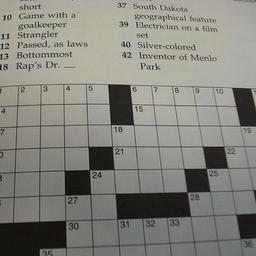 short
10 Game with a
goalkeeper
11 Strangler
12 Passed, as laws
13 Bottommost
18 Rap's Dr. __
37 South Dakota
geographical feature
39 Electrician on a film
set
40 Silver-colored
42 Inventor of Menlo
Park
2 3 4 5 6 7 8 9 10
15
18 19
21 22
24 25
27 28
30 31 32 33
35 36